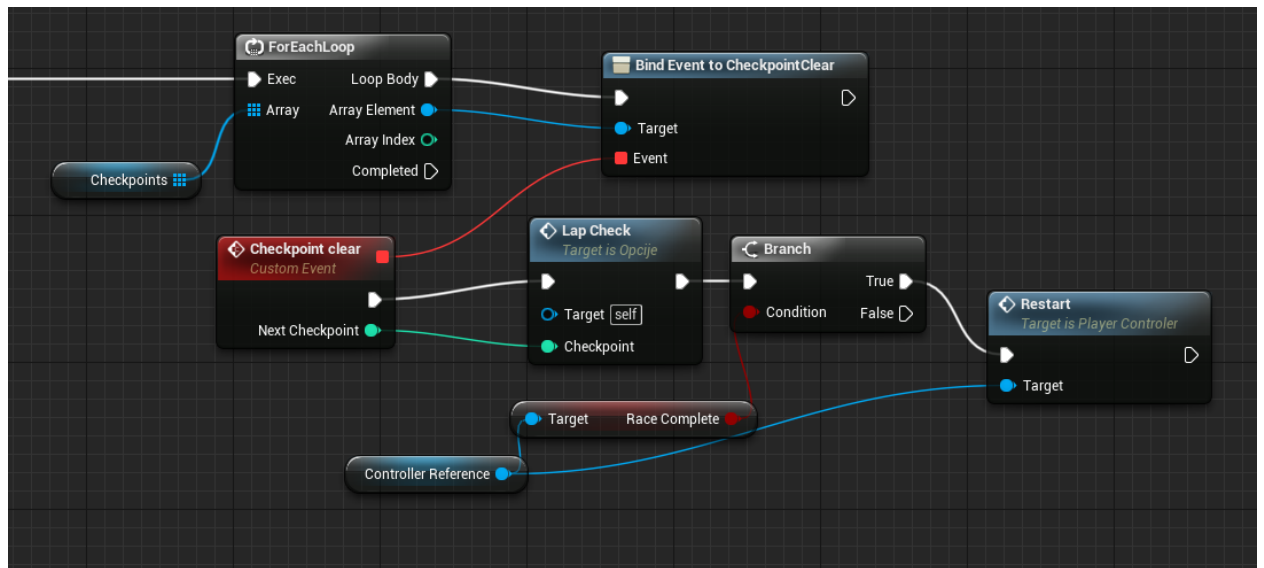 ForEachLoop
Exec
Loop Body
Array
Array Element
Array Index
Completed
Checkpoints
Bind Event to CheckpointClear
Target
Event
Checkpoint clear
Custom Event
Next Checkpoint
Lap Check
Target is Opcije
Target self
Checkpoint
Branch
True
Condition
False
Restart
Target is Player Controler
Target
Target
Race Complete
Controller Reference